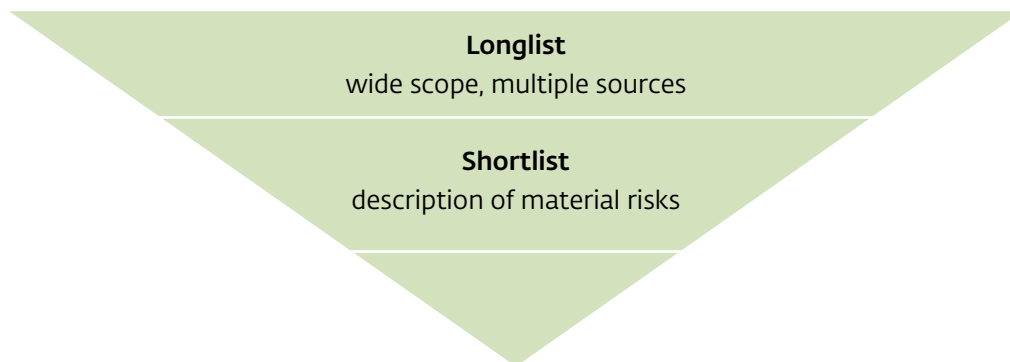 Longlist
wide scope, multiple sources
Shortlist
description of material risks